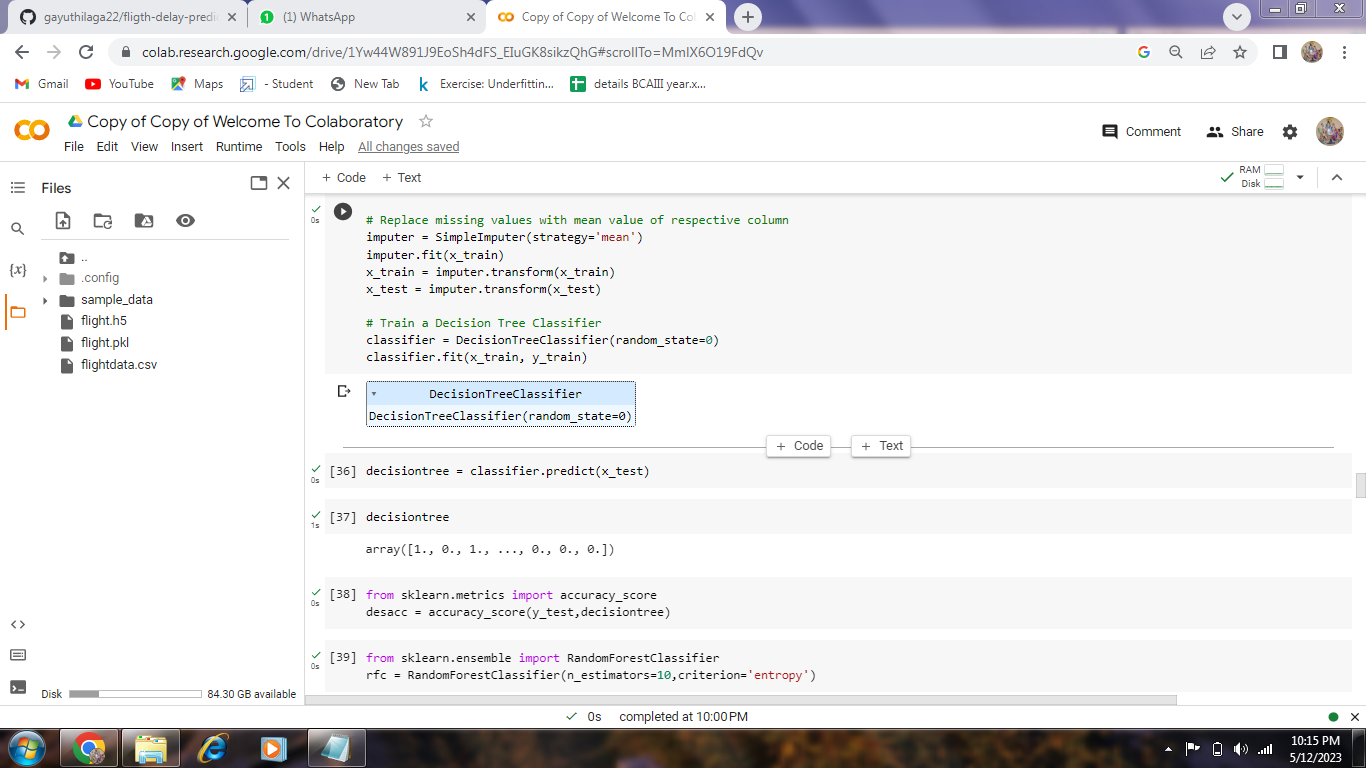 gayuthilaga22/fligth-delay-predi
(1) WhatsApp
Copy of Copy of Welcome To Col
colab.research.google.com/drive/1Yw44W891J9EoSh4dFS_EIuGK8sikzQhG#scrollTo=MmIX6O19FdQv
Gmail
YouTube
Maps
- Student
New Tab
Exercise: Underfittin...
details BCAIII year.x...
Copy of Copy of Welcome To Colaboratory
File Edit View Insert Runtime Tools Help All changes saved
Comment
Share
Files
+ Code + Text
RAM
Disk
..
.config
sample_data
flight.h5
flight.pkl
flightdata.csv
{x}
<>
Disk
84.30 GB available
0s
# Replace missing values with mean value of respective column
imputer = SimpleImputer(strategy='mean')
imputer.fit(x_train)
x_train = imputer.transform(x_train)
x_test = imputer.transform(x_test)
# Train a Decision Tree Classifier
classifier = DecisionTreeClassifier(random_state=0)
classifier.fit(x_train, y_train)
DecisionTreeClassifier
DecisionTreeClassifier(random_state=0)
+ Code + Text
0s
[36] decisiontree = classifier.predict(x_test)
1s
[37] decisiontree
array([1., 0., 1., ..., 0., 0., 0.])
0s
[38] from sklearn.metrics import accuracy_score
desacc = accuracy_score(y_test,decisiontree)
0s
[39] from sklearn.ensemble import RandomForestClassifier
rfc = RandomForestClassifier(n_estimators=10,criterion='entropy')
0s completed at 10:00 PM
10:15 PM
5/12/2023